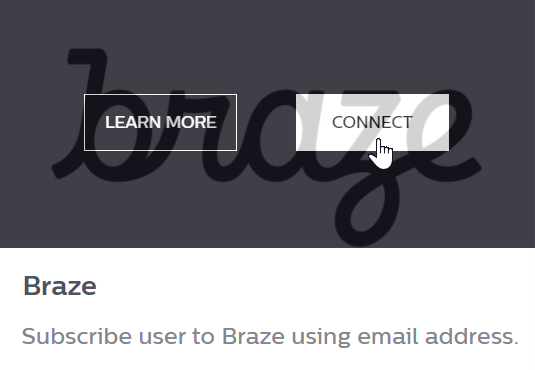 braze
LEARN MORE
CONNECT
Braze
Subscribe user to Braze using email address.